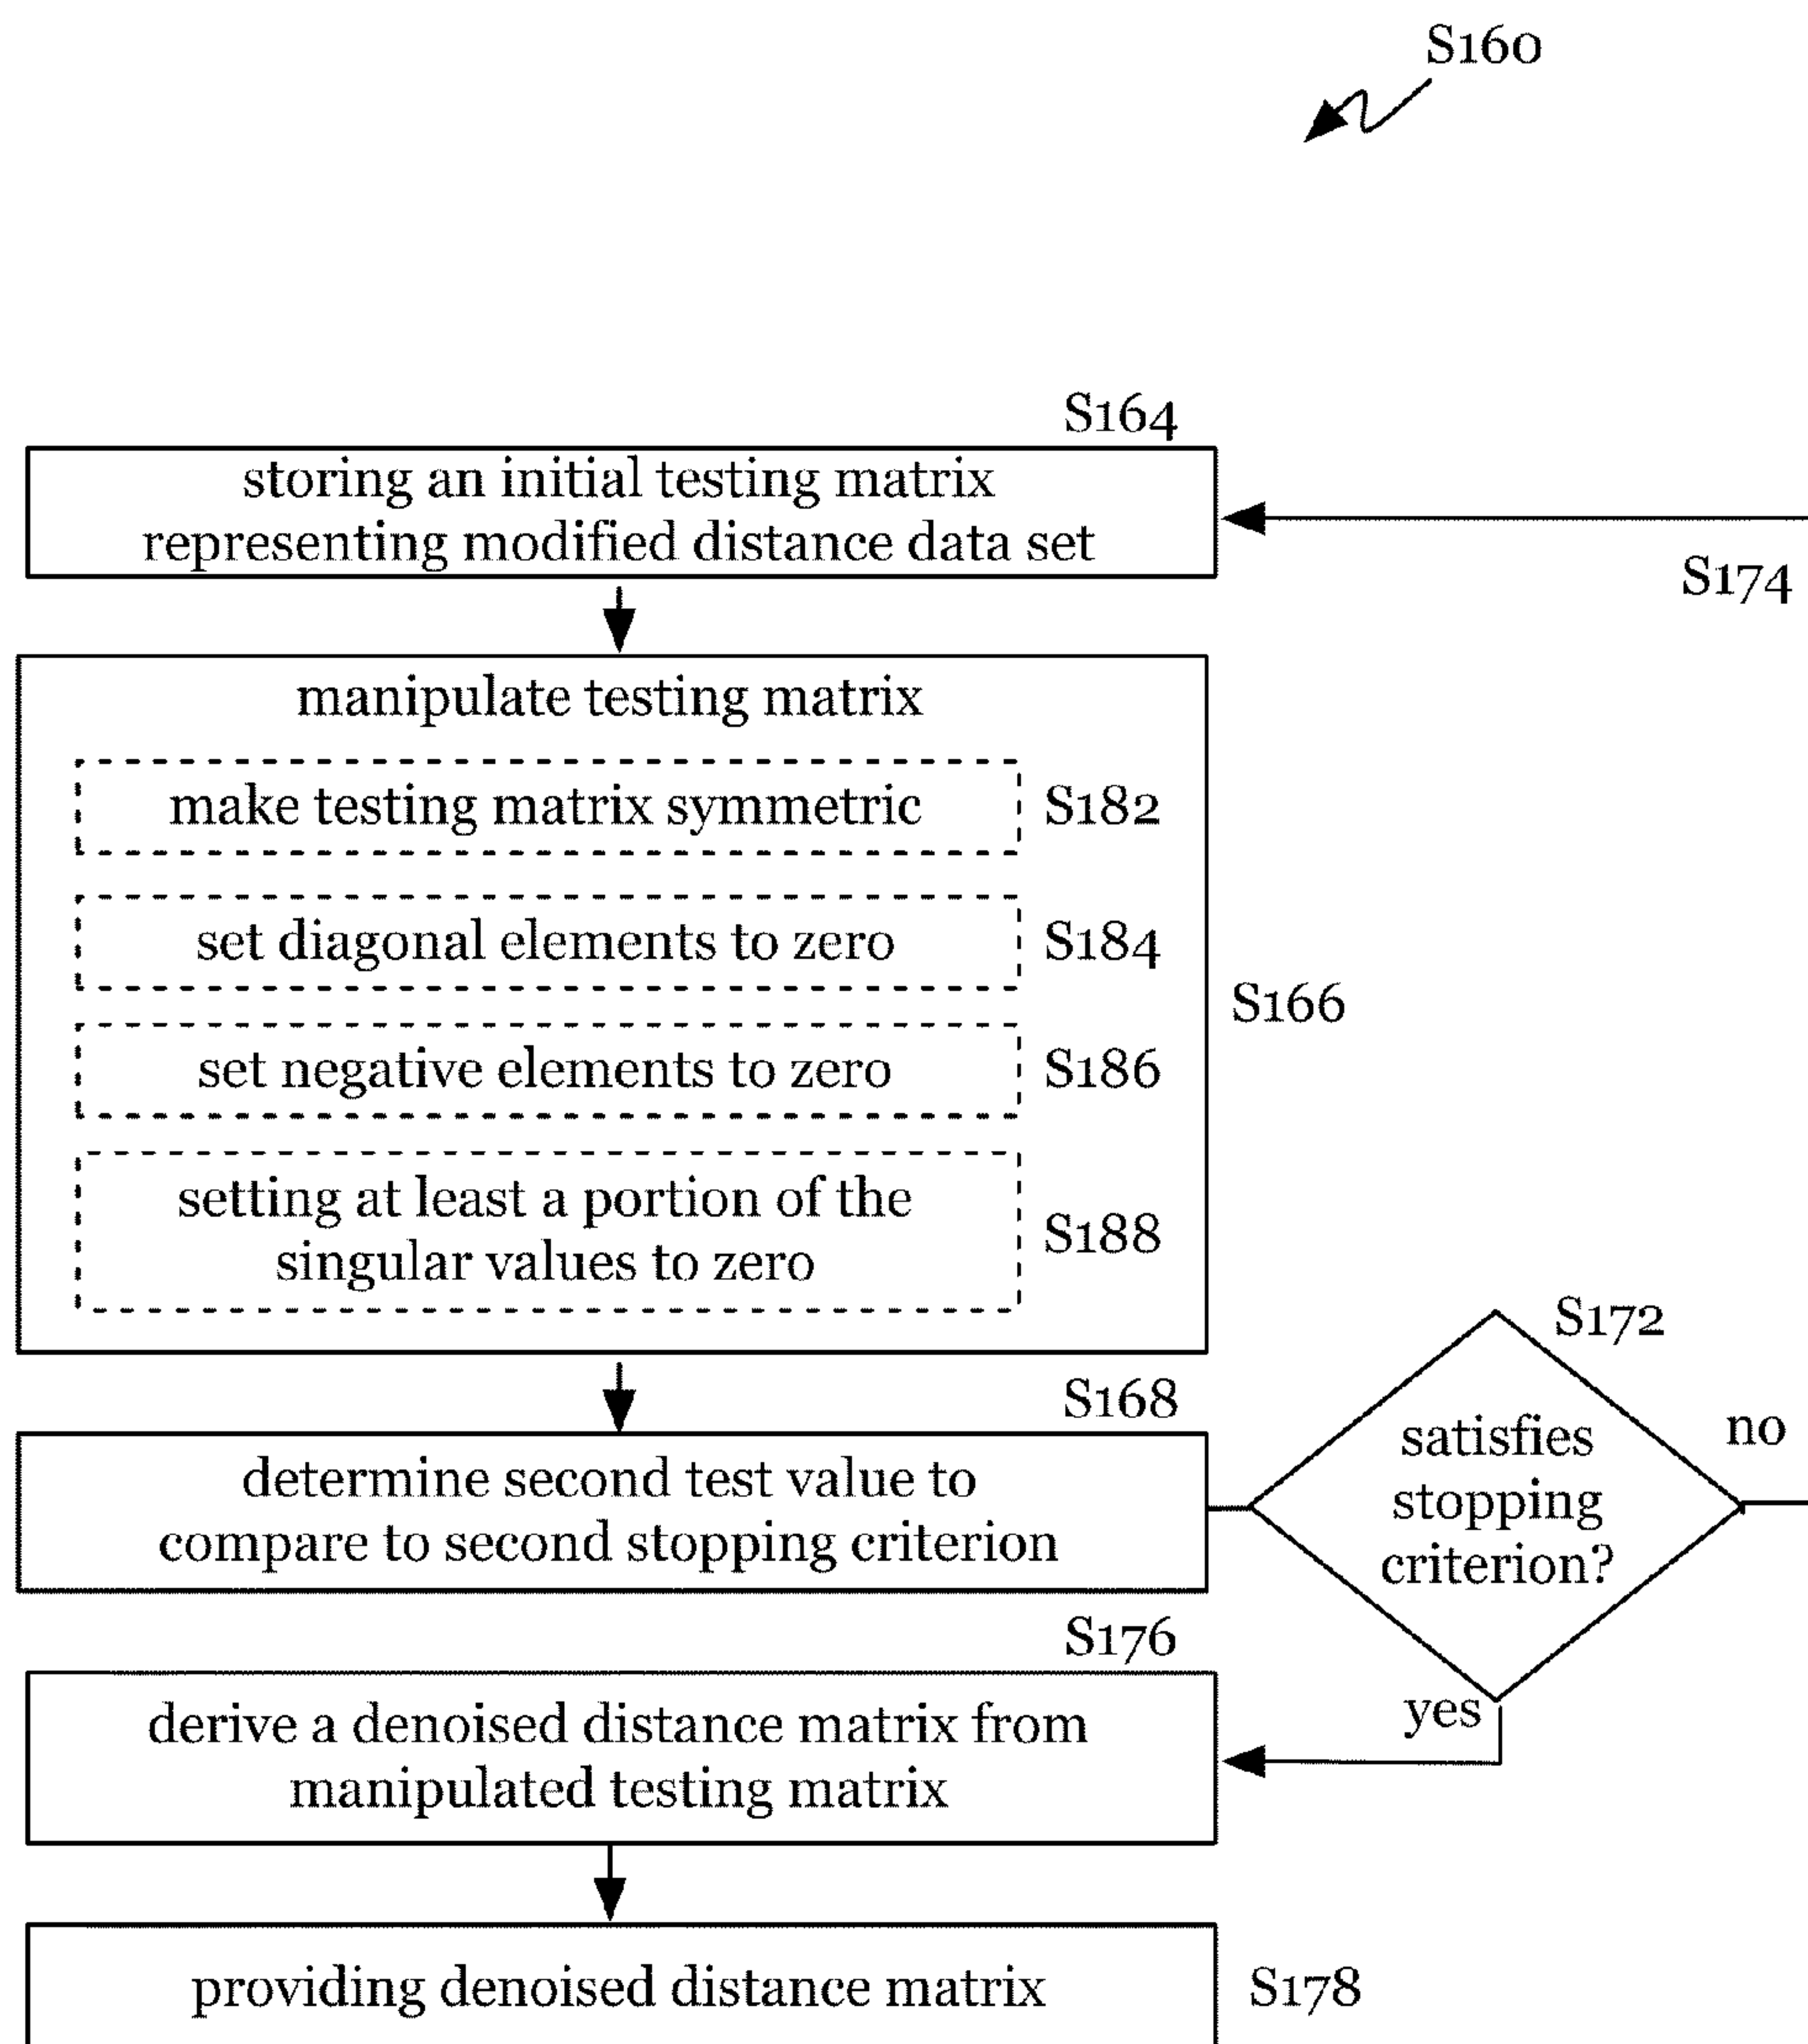 S160
S164
storing an initial testing matrix
representing modified distance data set
S174
manipulate testing matrix
make testing matrix symmetric
S182
set diagonal elements to zero
S184
S166
set negative elements to zero
S186
setting at least a portion of the
singular values to zero
S188
S172
S168
determine second test value to
compare to second stopping criterion
satisfies
stopping
criterion?
no
yes
S176
derive a denoised distance matrix from
manipulated testing matrix
providing denoised distance matrix
S178